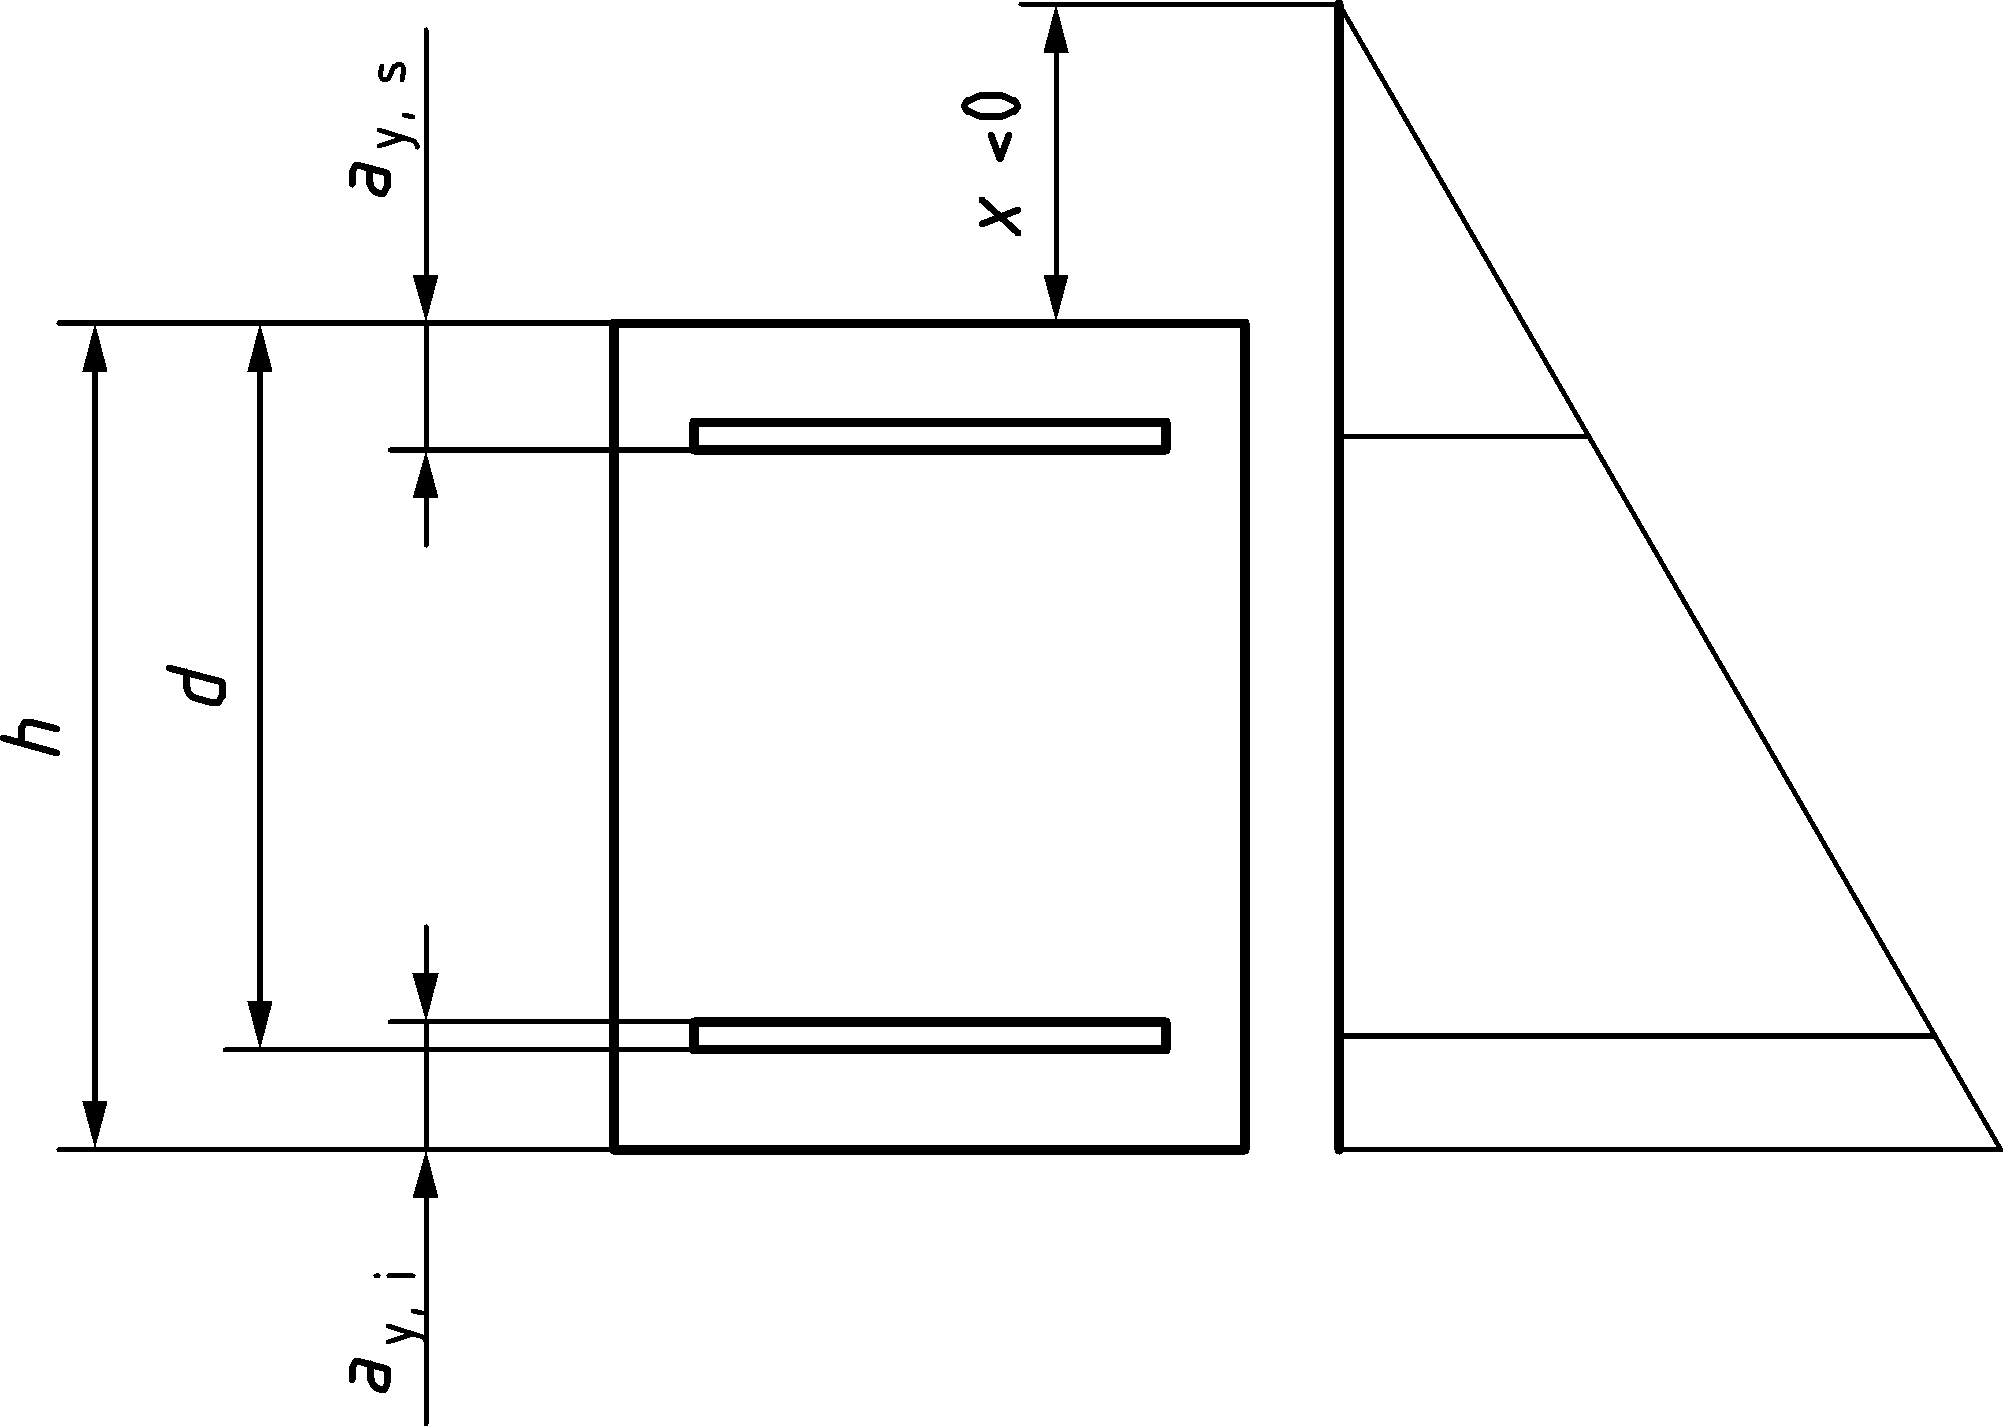 a y, s
x <0
d
h
a y, i